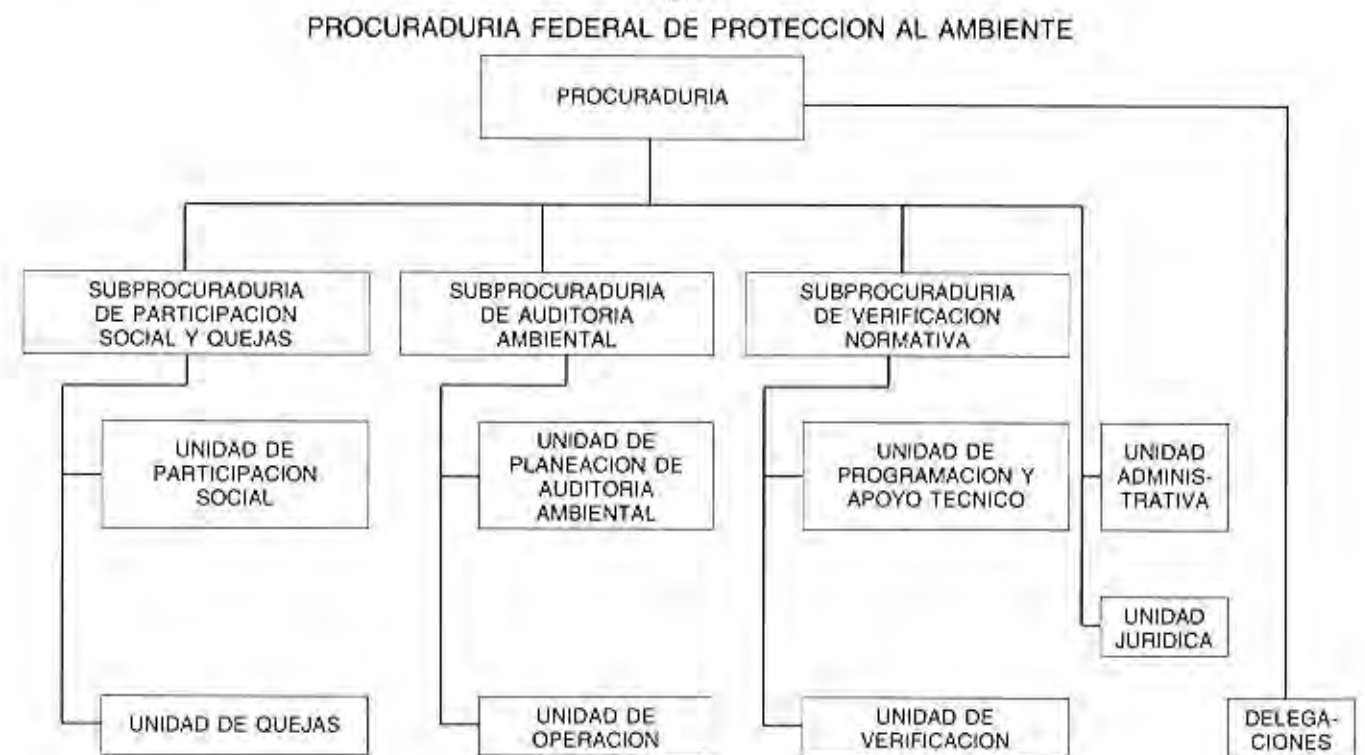 PROCURADURIA FEDERAL DE PROTECCION AL AMBIENTE
PROCURADURIA
SUBPROCURADURIA
DE PARTICIPACION
SOCIAL Y QUEJAS
SUBPROCURADURIA
DE AUDITORIA
AMBIENTAL
SUBPROCURADURIA
DE VERIFICACION
NORMATIVA
UNIDAD DE
PARTICIPACION
SOCIAL
UNIDAD DE
PLANEACION DE
AUDITORIA
AMBIENTAL
UNIDAD DE
PROGRAMACION Y
APOYO TECNICO
UNIDAD
ADMINIS-
TRATIVA
UNIDAD
JURIDICA
UNIDAD DE QUEJAS
UNIDAD DE
OPERACION
UNIDAD DE
VERIFICACION
DELEGA-
CIONES